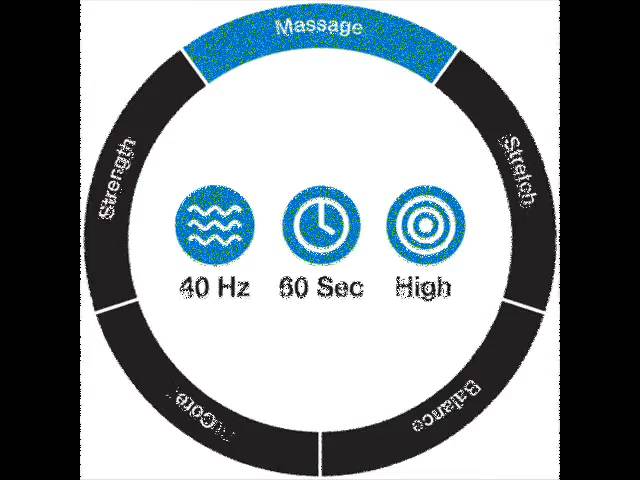 Massage
Strength
Stretch
40 Hz
60 Sec
High
Core
Balance